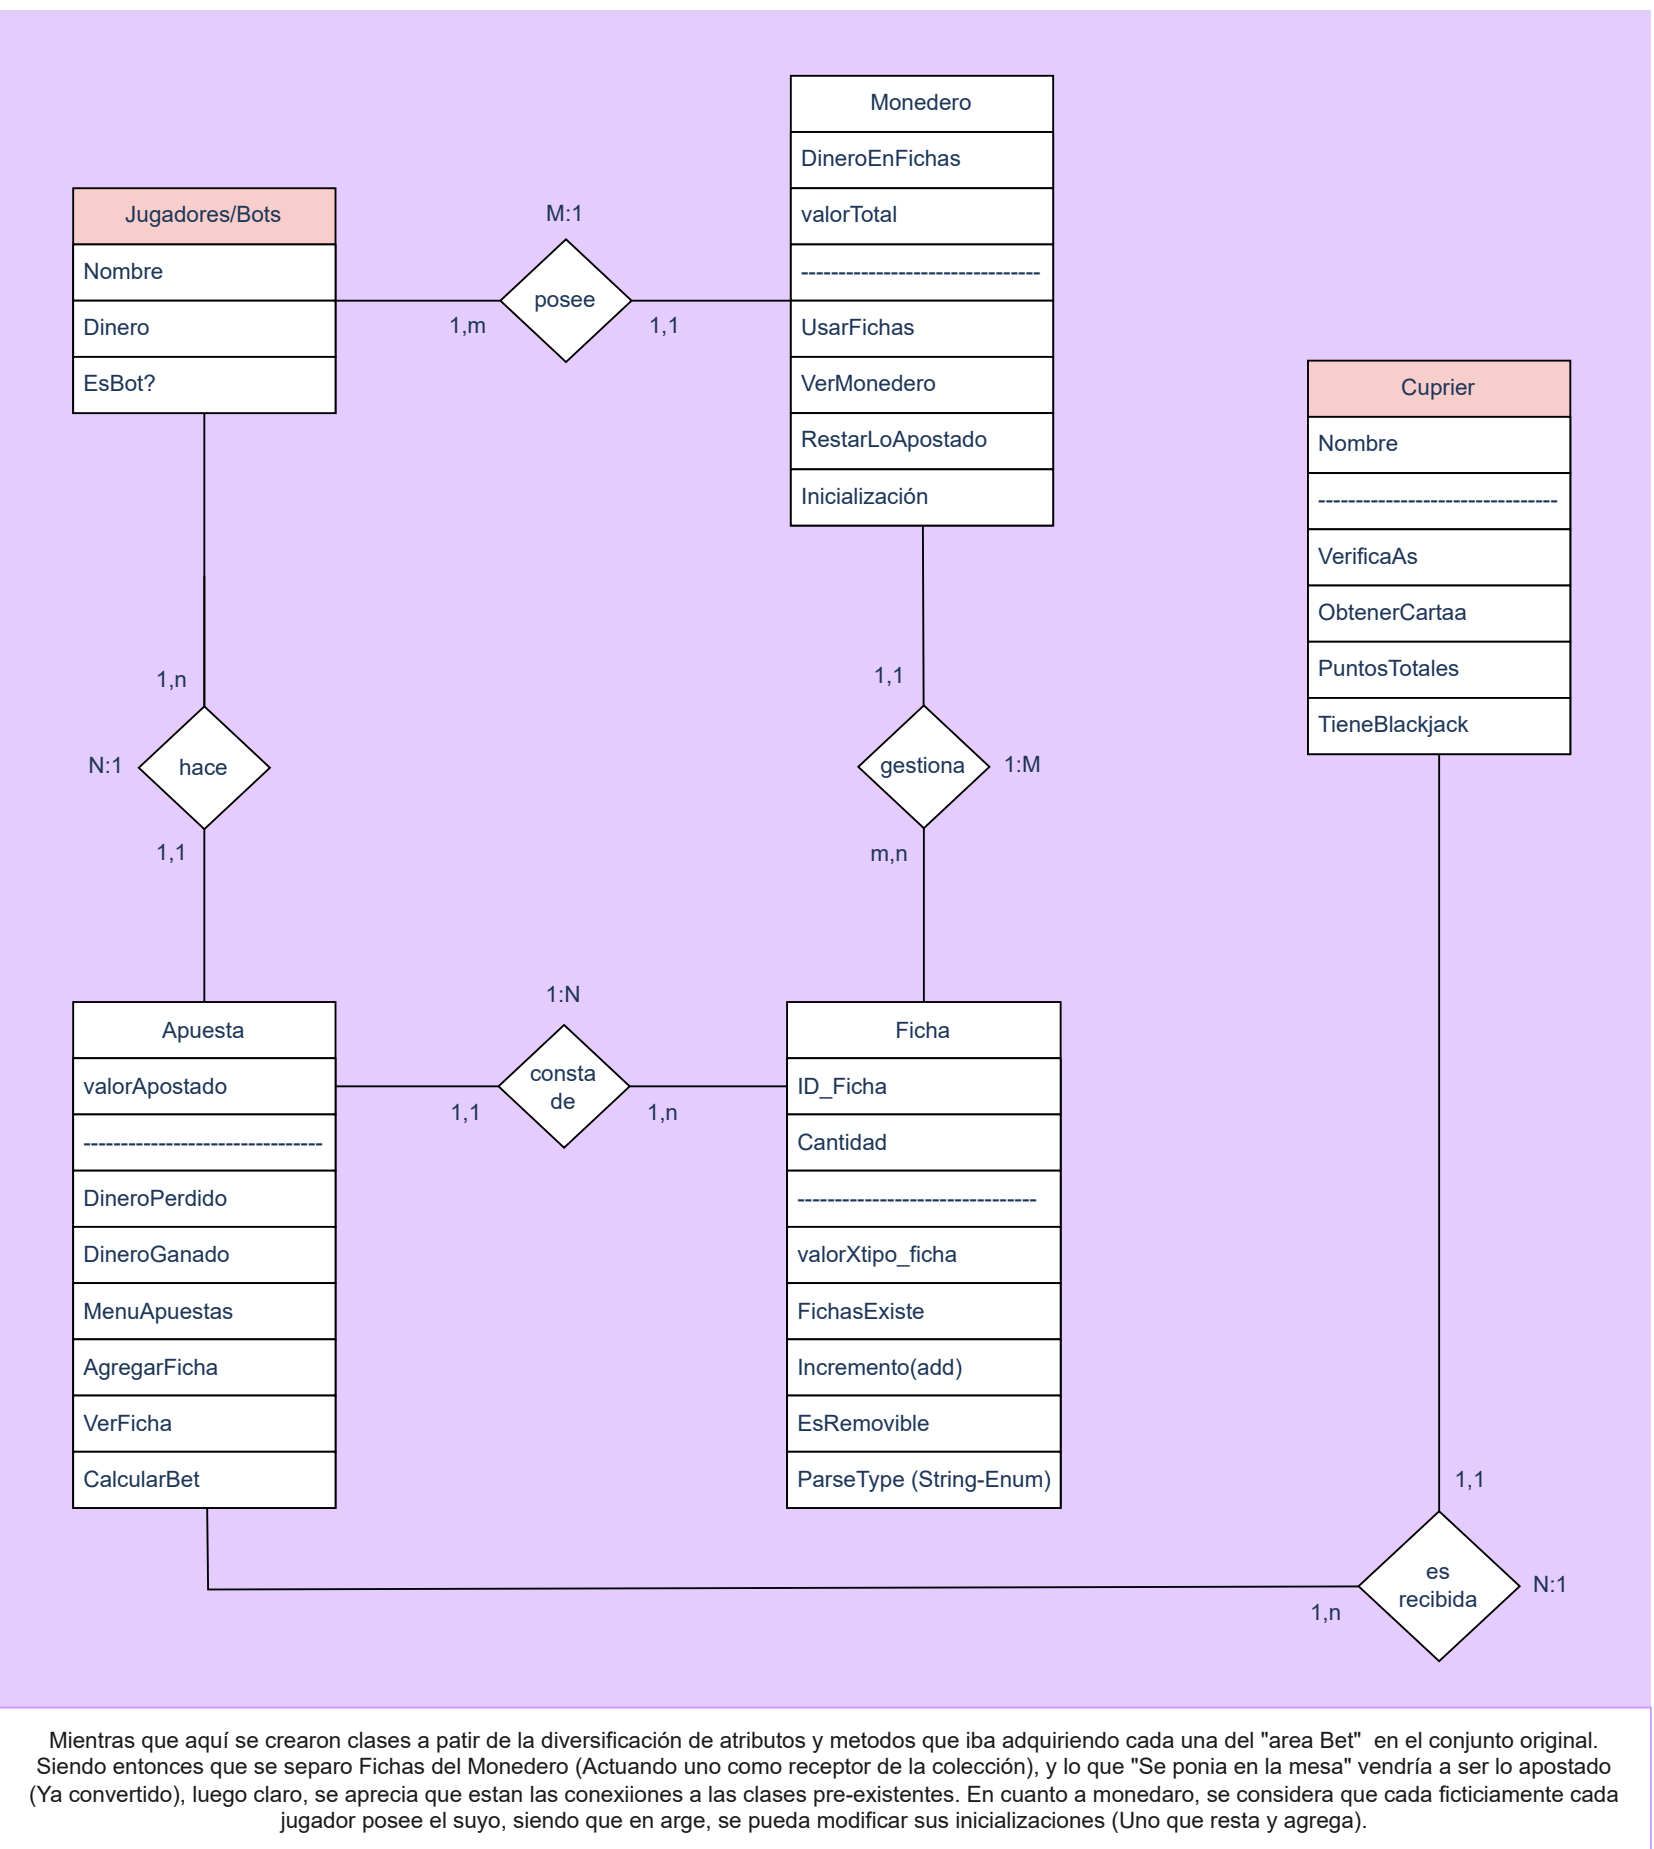 Monedero
DineroEnFichas
valorTotal
--------------------------------
UsarFichas
VerMonedero
RestarLoApostado
Inicialización
Jugadores/Bots
Nombre
Dinero
EsBot?
M:1
posee
1,m
1,1
Cuprier
Nombre
--------------------------------
VerificaAs
ObtenerCartaa
PuntosTotales
TieneBlackjack
1,n
N:1
hace
1,1
1,1
gestiona
1:M
m,n
Apuesta
valorApostado
--------------------------------
DineroPerdido
DineroGanado
MenuApuestas
AgregarFicha
VerFicha
CalcularBet
1:N
consta
de
1,1
1,n
Ficha
ID_Ficha
Cantidad
--------------------------------
valorXtipo_ficha
FichasExiste
Incremento(add)
EsRemovible
ParseType (String-Enum)
1,1
es
recibida
N:1
1,n
Mientras que aquí se crearon clases a patir de la diversificación de atributos y metodos que iba adquiriendo cada una del "area Bet"  en el conjunto original.
Siendo entonces que se separo Fichas del Monedero (Actuando uno como receptor de la colección), y lo que "Se ponia en la mesa" vendría a ser lo apostado
(Ya convertido), luego claro, se aprecia que estan las conexiiones a las clases pre-existentes. En cuanto a monedaro, se considera que cada ficticiamente cada
jugador posee el suyo, siendo que en arge, se pueda modificar sus inicializaciones (Uno que resta y agrega).